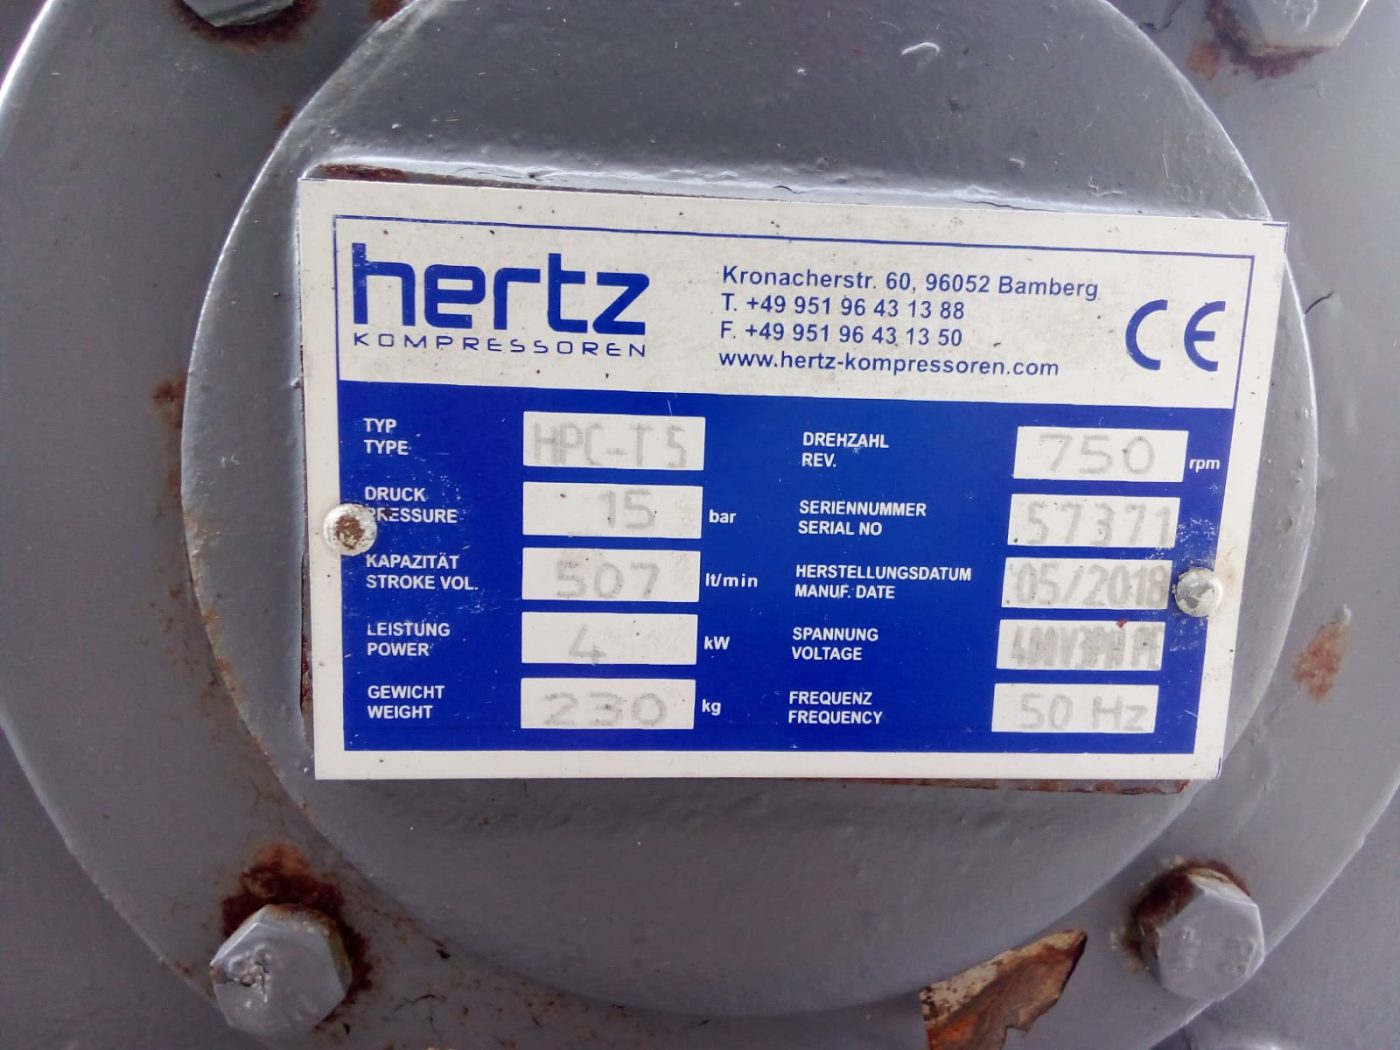 hertz
KOMPRESSOREN
Kronacherstr. 60, 96052 Bamberg
T. +49 951 96 43 13 88
F. +49 951 96 43 13 50
www.hertz-kompressoren.com
CE
TYP
TYPE
HPC-T 5
DRUCK
PRESSURE
15
bar
KAPAZITÄT
STROKE VOL.
507
lt/min
LEISTUNG
POWER
4
kW
GEWICHT
WEIGHT
230
kg
DREHZAHL
REV.
750
rpm
SERIENNUMMER
SERIAL NO
57371
HERSTELLUNGSDATUM
MANUF. DATE
05/2018
SPANNUNG
VOLTAGE
FREQUENZ
FREQUENCY
50 Hz